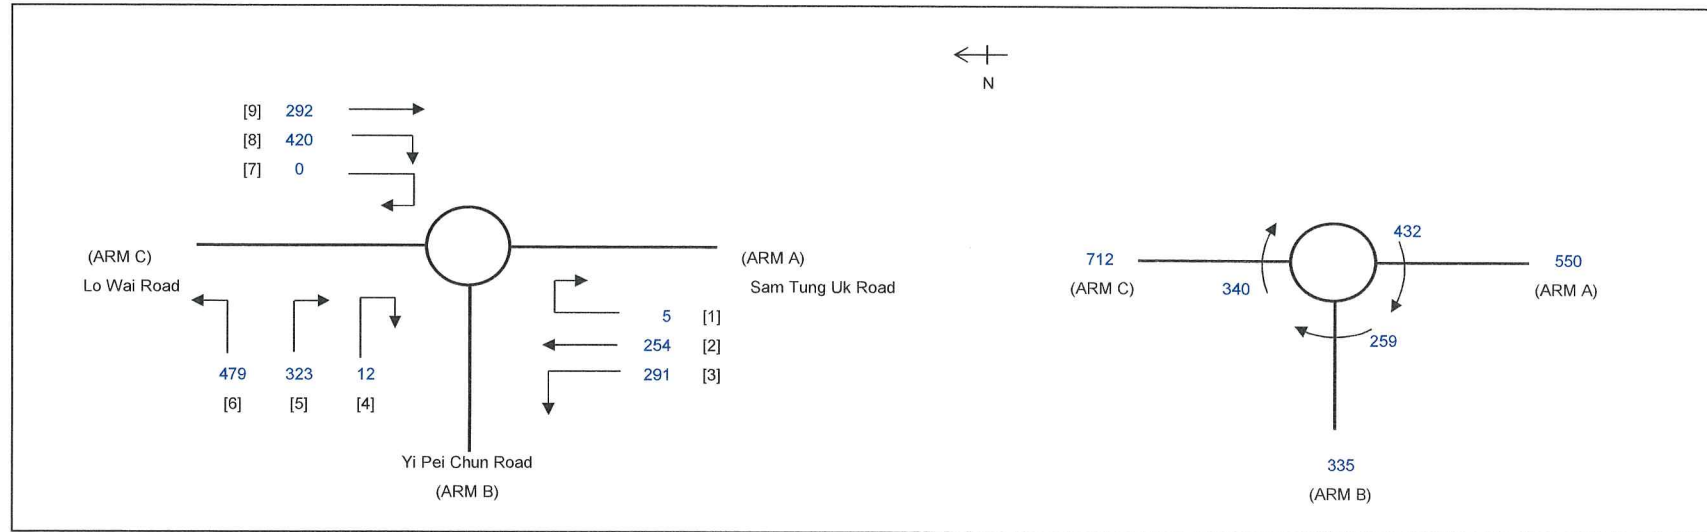 N
[9] 292
[8] 420
[7] 0
(ARM C)
Lo Wai Road
(ARM A)
Sam Tung Uk Road
5 [1]
254 [2]
291 [3]
479 323 12
[6] [5] [4]
Yi Pei Chun Road
(ARM B)
432
712
(ARM C)
340
550
(ARM A)
259
335
(ARM B)